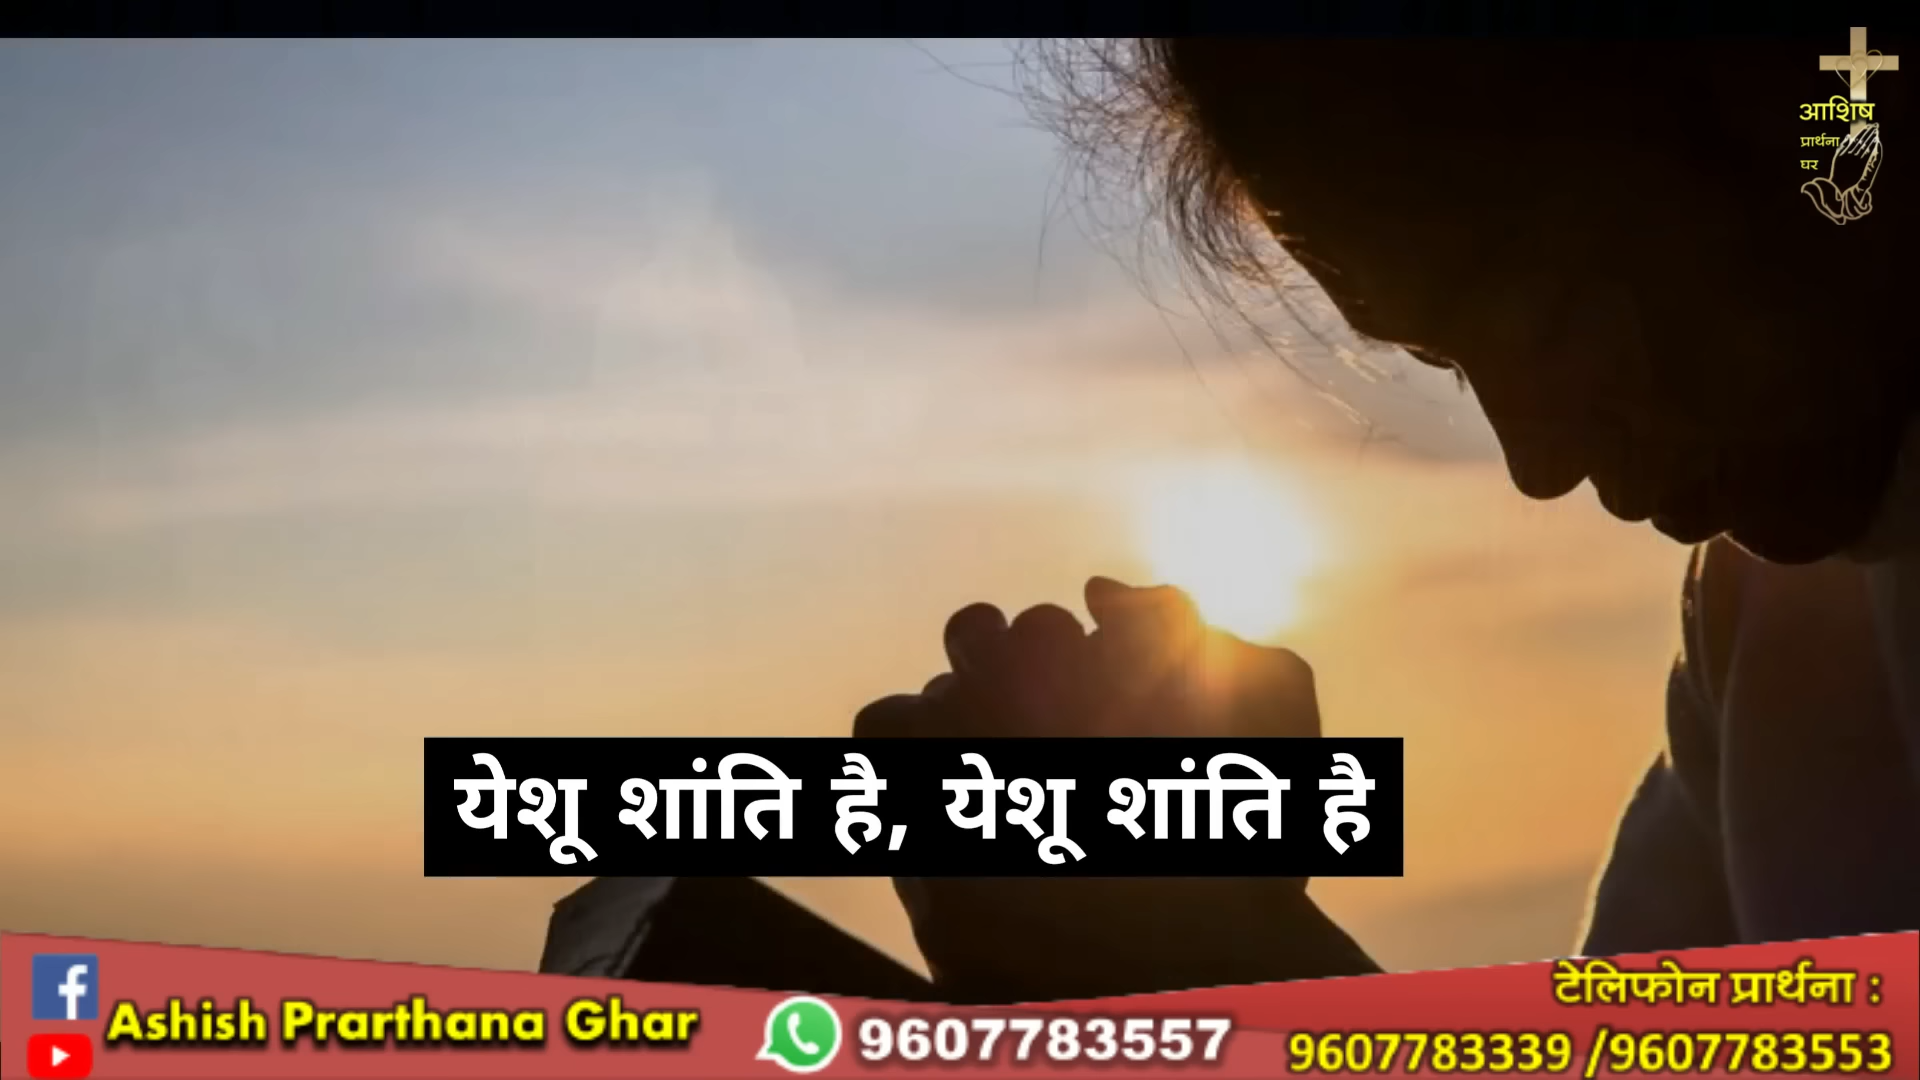 आशिष
प्रार्थना
घर
येशू शांति है, येशू शांति है
टेलिफोन प्रार्थना :
Ashish Prarthana Ghar
9607783557
9607783339 /9607783553